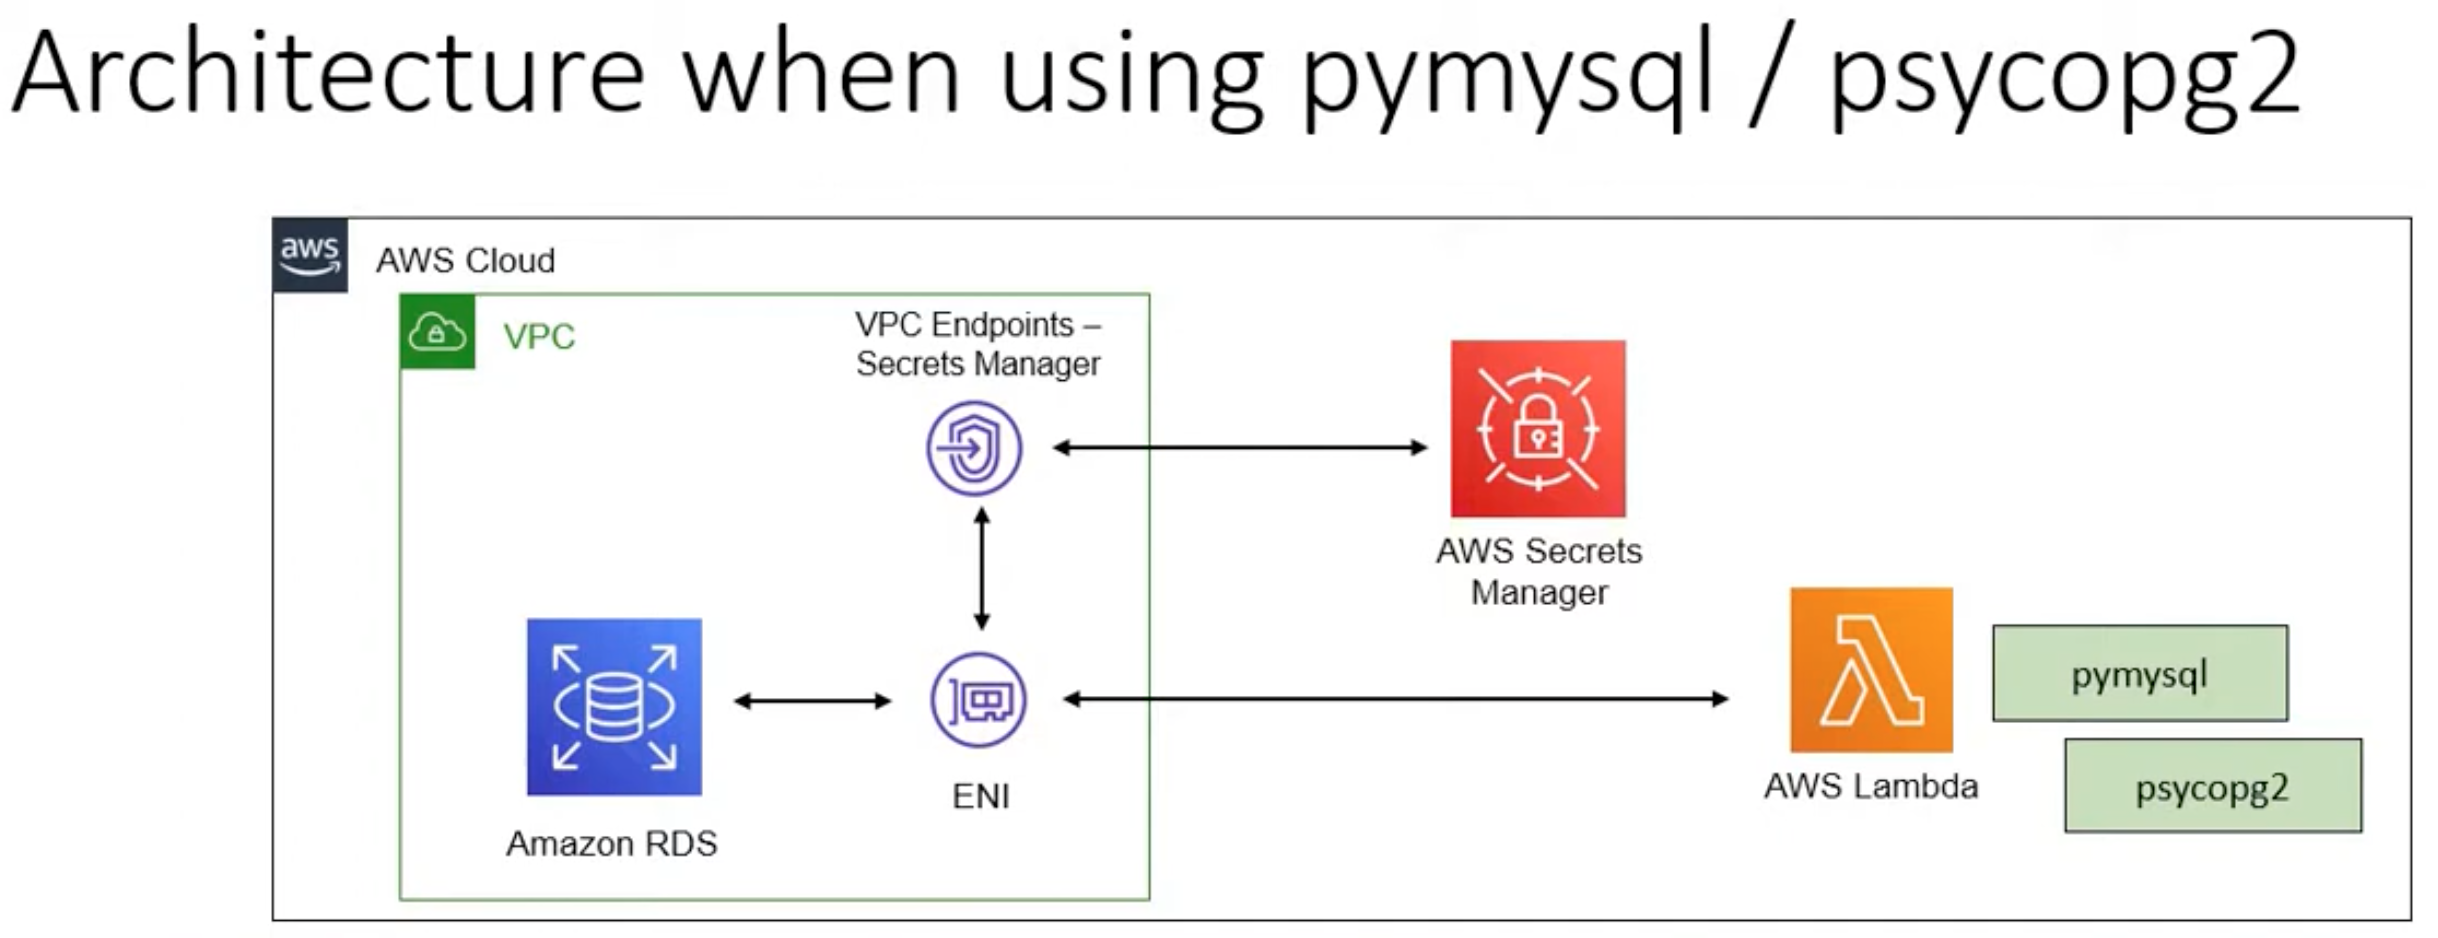 Architecture when using pymysql / psycopg2
aws
AWS Cloud
VPC
VPC Endpoints –
Secrets Manager
AWS Secrets
Manager
Amazon RDS
ENI
AWS Lambda
pymysql
psycopg2